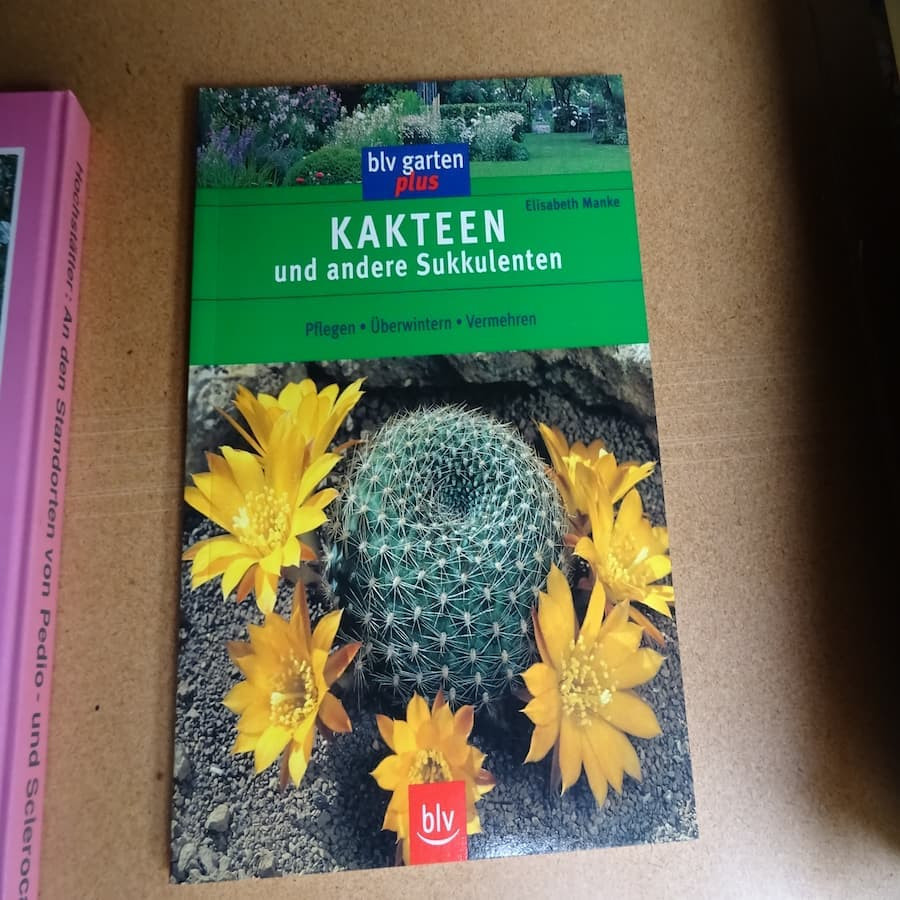 blv garten
plus
Elisabeth Manke
KAKTEEN
und andere Sukkulenten
Pflegen • Überwintern • Vermehren
blv
Hochstätter: An den Standorten von Pedio- und Scleroca